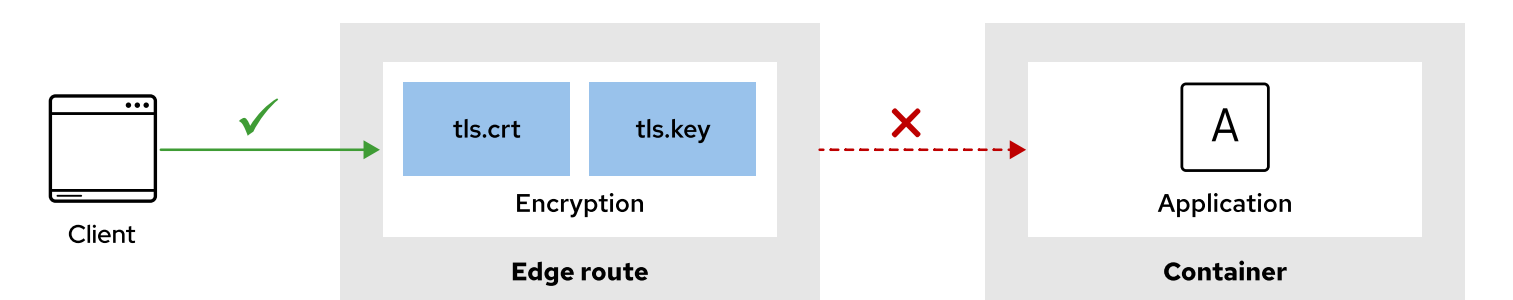 Client
tls.crt
tls.key
Encryption
Edge route
A
Application
Container